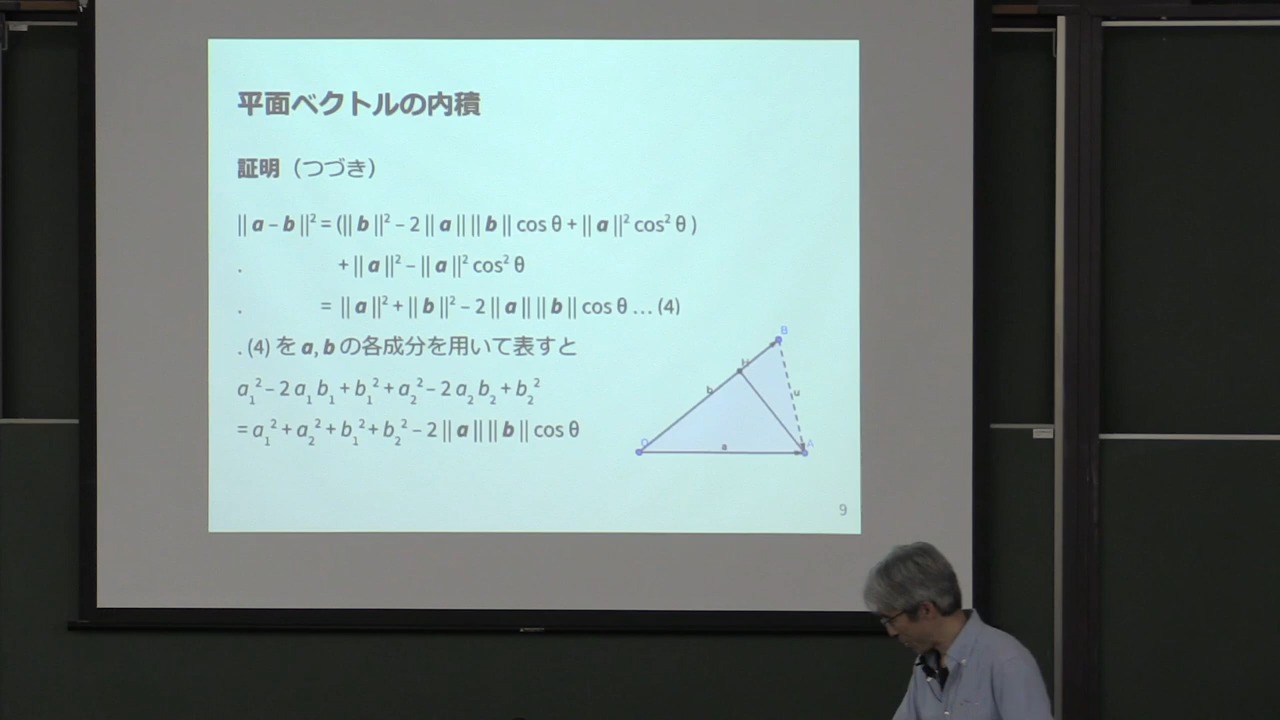 平面ベクトルの内積
証明（つづき）
|| a – b ||² = (|| b ||² – 2 || a || || b || cos θ + || a ||² cos² θ )
. + || a ||² – || a ||² cos² θ
. = || a ||² + || b ||² – 2 || a || || b || cos θ … (4)
. (4) を a, b の各成分を用いて表すと
a₁² – 2 a₁ b₁ + b₁² + a₂² – 2 a₂ b₂ + b₂²
= a₁² + a₂² + b₁² + b₂² – 2 || a || || b || cos θ
B
H
b
u
O
a
A
9